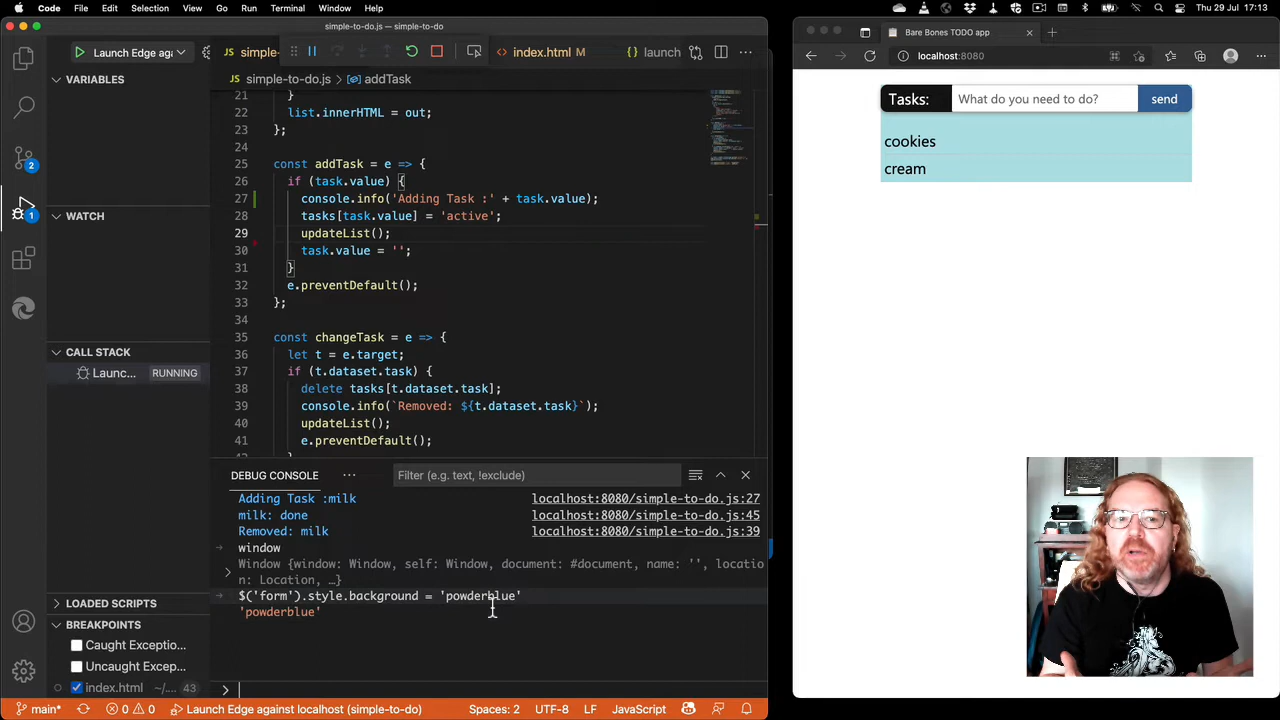 Code File Edit Selection View Go Run Terminal Window Help
Thu 29 Jul 17:13
simple-to-do.js — simple-to-do
Launch Edge agai
simple-
index.html M
launch
simple-to-do.js > addTask
VARIABLES
WATCH
CALL STACK
Launc... RUNNING
LOADED SCRIPTS
BREAKPOINTS
Caught Exceptio...
Uncaught Excep...
index.html ~/... 43
2
1
21 }
22 list.innerHTML = out;
23 };
24
25 const addTask = e => {
26 if (task.value) {
27 console.info('Adding Task :' + task.value);
28 tasks[task.value] = 'active';
29 updateList();
30 task.value = '';
31 }
32 e.preventDefault();
33 };
34
35 const changeTask = e => {
36 let t = e.target;
37 if (t.dataset.task) {
38 delete tasks[t.dataset.task];
39 console.info(`Removed: ${t.dataset.task}`);
40 updateList();
41 e.preventDefault();
DEBUG CONSOLE ... Filter (e.g. text, !exclude)
Adding Task :milk localhost:8080/simple-to-do.js:27
milk: done localhost:8080/simple-to-do.js:45
Removed: milk localhost:8080/simple-to-do.js:39
window
Window {window: Window, self: Window, document: #document, name: '', locatio
n: Location, …}
$('form').style.background = 'powderblue'
'powderblue'
main* 0 0 Launch Edge against localhost (simple-to-do) Spaces: 2 UTF-8 LF JavaScript
Bare Bones TODO app
localhost:8080
Tasks: What do you need to do? send
cookies
cream